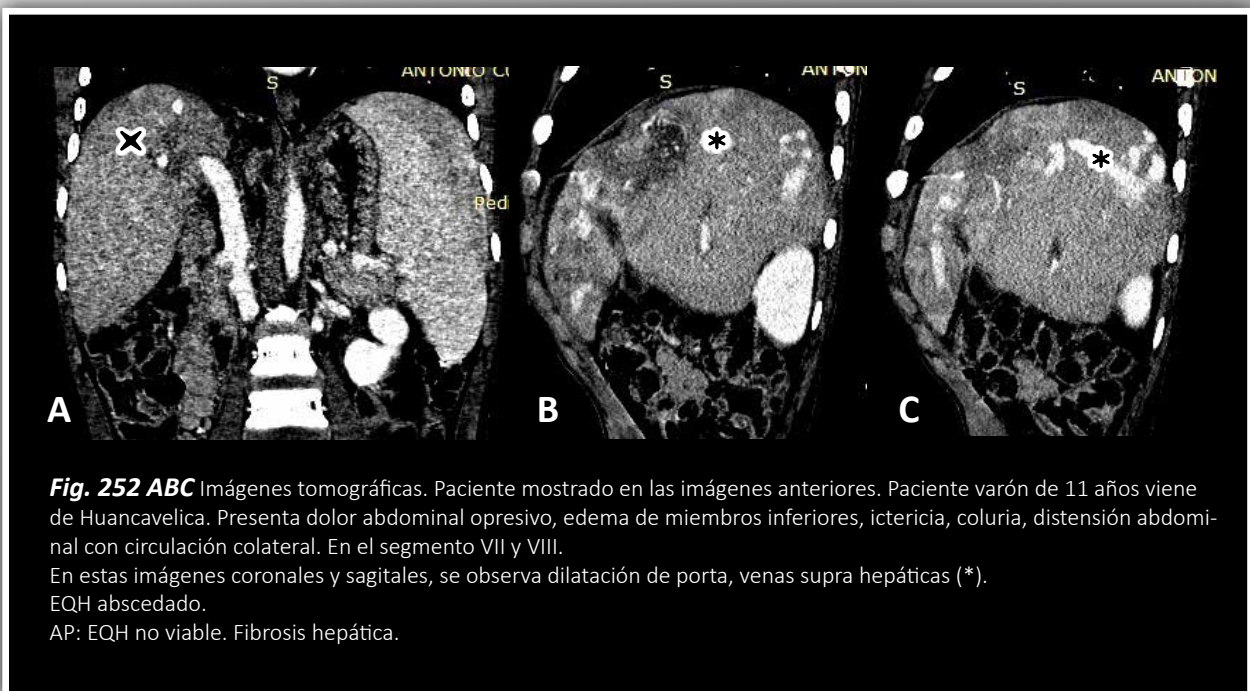 ANTONIO
S
ANTON
S
ANTON
S
Pedi
A
B
C
Fig. 252 ABC Imágenes tomográficas. Paciente mostrado en las imágenes anteriores. Paciente varón de 11 años viene
de Huancavelica. Presenta dolor abdominal opresivo, edema de miembros inferiores, ictericia, coluria, distensión abdomi-
nal con circulación colateral. En el segmento VII y VIII.
En estas imágenes coronales y sagitales, se observa dilatación de porta, venas supra hepáticas (*).
EQH abscedado.
AP: EQH no viable. Fibrosis hepática.